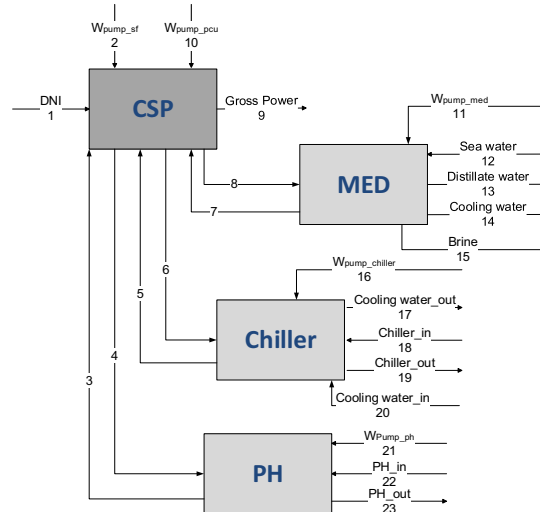 Wpump_sf
2
Wpump_pcu
10
DNI
1
CSP
Gross Power
9
Wpump_med
11
Sea water
12
Distillate water
13
Cooling water
14
Brine
15
MED
8
7
6
5
4
3
Wpump_chiller
16
Cooling water_out
17
Chiller_in
18
Chiller_out
19
Cooling water_in
20
Chiller
WPump_ph
21
PH_in
22
PH_out
23
PH